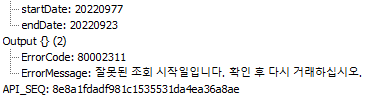 startDate: 20220977
endDate: 20220923
Output {} (2)
ErrorCode: 80002311
ErrorMessage: 잘못된 조회 시작일입니다. 확인 후 다시 거래하십시오.
API_SEQ: 8e8a1fdadf981c1535531da4ea36a8ae